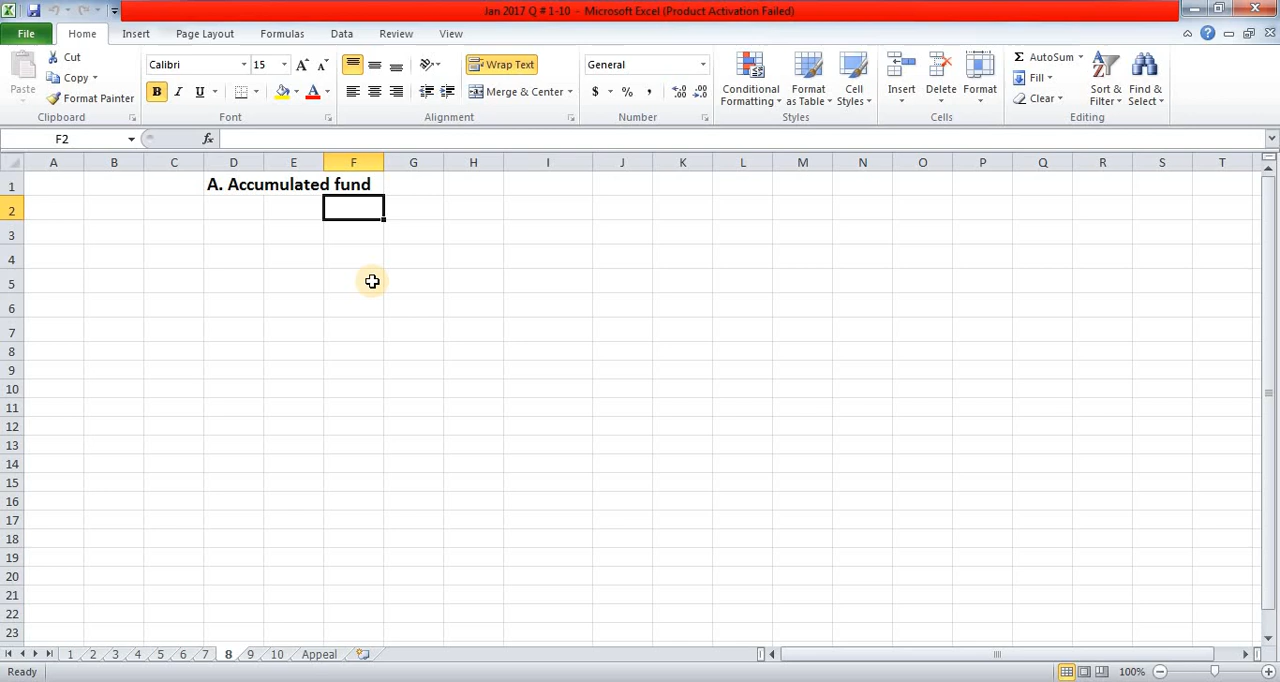 Jan 2017 Q # 1-10 - Microsoft Excel (Product Activation Failed)
File Home Insert Page Layout Formulas Data Review View
Paste
Cut
Copy
Format Painter
Clipboard
Calibri 15
B I U
Font
Wrap Text
Merge & Center
Alignment
General
$ % ,
Number
Conditional Formatting
Format as Table
Cell Styles
Styles
Insert Delete Format
Cells
AutoSum
Fill
Clear
Sort & Filter
Find & Select
Editing
F2 fx
A B C D E F G H I J K L M N O P Q R S T
1 A. Accumulated fund
2
3
4
5
6
7
8
9
10
11
12
13
14
15
16
17
18
19
20
21
22
23
1 2 3 4 5 6 7 8 9 10 Appeal
Ready 100%